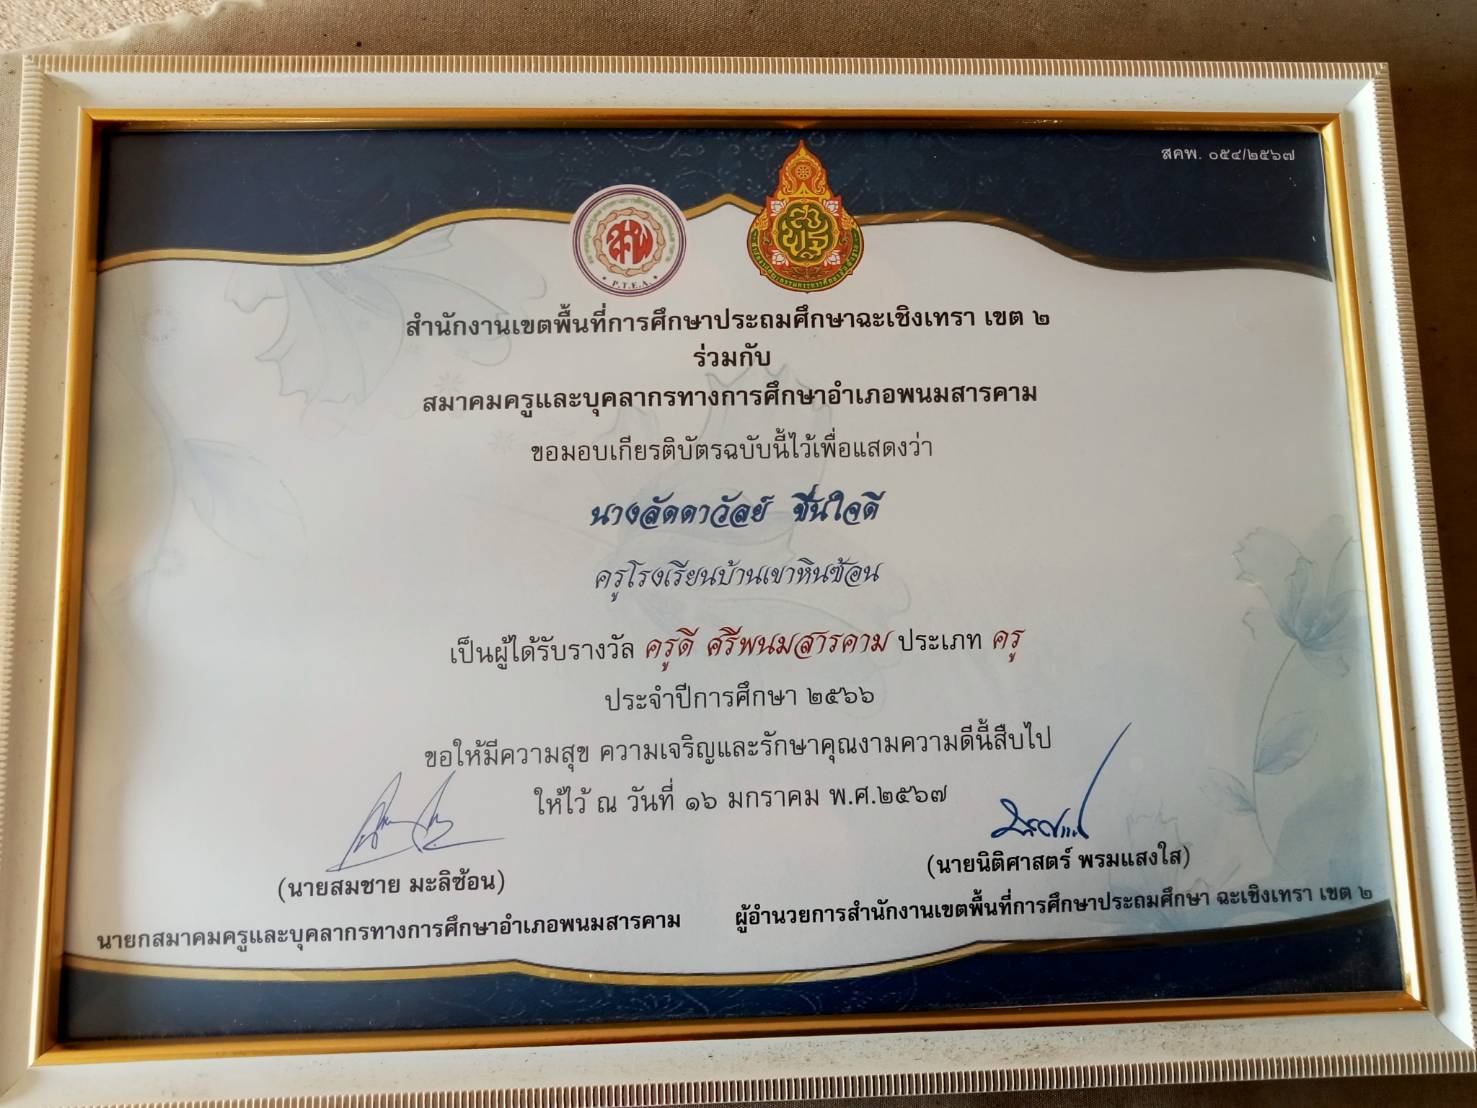 สคพ. ๐๕๔/๒๕๖๗
P.T.E.A.
สำนักงานเขตพื้นที่การศึกษาประถมศึกษาฉะเชิงเทรา เขต ๒
ร่วมกับ
สมาคมครูและบุคลากรทางการศึกษาอำเภอพนมสารคาม
ขอมอบเกียรติบัตรฉบับนี้ไว้เพื่อแสดงว่า
นางลัดดาวัลย์ ชื่นใจดี
ครูโรงเรียนบ้านเขาหินซ้อน
เป็นผู้ได้รับรางวัล ครูดี ศรีพนมสารคาม ประเภท ครู
ประจำปีการศึกษา ๒๕๖๖
ขอให้มีความสุข ความเจริญและรักษาคุณงามความดีนี้สืบไป
ให้ไว้ ณ วันที่ ๑๖ มกราคม พ.ศ.๒๕๖๗
(นายสมชาย มะลิซ้อน)
นายกสมาคมครูและบุคลากรทางการศึกษาอำเภอพนมสารคาม
(นายนิติศาสตร์ พรมแสงใส)
ผู้อำนวยการสำนักงานเขตพื้นที่การศึกษาประถมศึกษา ฉะเชิงเทรา เขต ๒